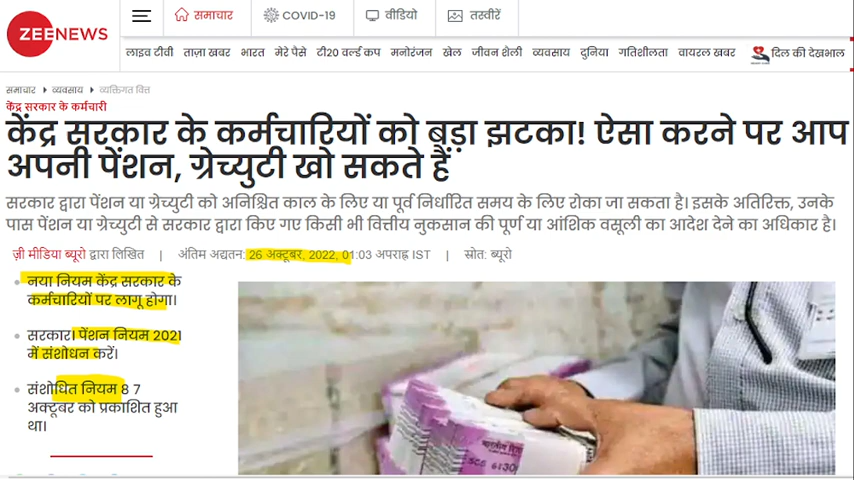 ZEE NEWS
समाचार
COVID-19
वीडियो
तस्वीरें
लाइव टीवी ताज़ा खबर भारत मेरे पैसे टी20 वर्ल्ड कप मनोरंजन खेल जीवन शैली व्यवसाय दुनिया गतिशीलता वायरल खबर दिल की देखभाल
समाचार व्यवसाय व्यक्तिगत वित्त
केंद्र सरकार के कर्मचारी
केंद्र सरकार के कर्मचारियों को बड़ा झटका! ऐसा करने पर आप
अपनी पेंशन, ग्रेच्युटी खो सकते हैं
सरकार द्वारा पेंशन या ग्रेच्युटी को अनिश्चित काल के लिए या पूर्व निर्धारित समय के लिए रोका जा सकता है। इसके अतिरिक्त, उनके
पास पेंशन या ग्रेच्युटी से सरकार द्वारा किए गए किसी भी वित्तीय नुकसान की पूर्ण या आंशिक वसूली का आदेश देने का अधिकार है।
ज़ी मीडिया ब्यूरो द्वारा लिखित | अंतिम अद्यतन: 26 अक्टूबर, 2022, 01:03 अपराह्न IST | स्रोत: ब्यूरो
नया नियम केंद्र सरकार के
कर्मचारियों पर लागू होगा।
सरकार। पेंशन नियम 2021
में संशोधन करें।
संशोधित नियम 8 7
अक्टूबर को प्रकाशित हुआ
था।